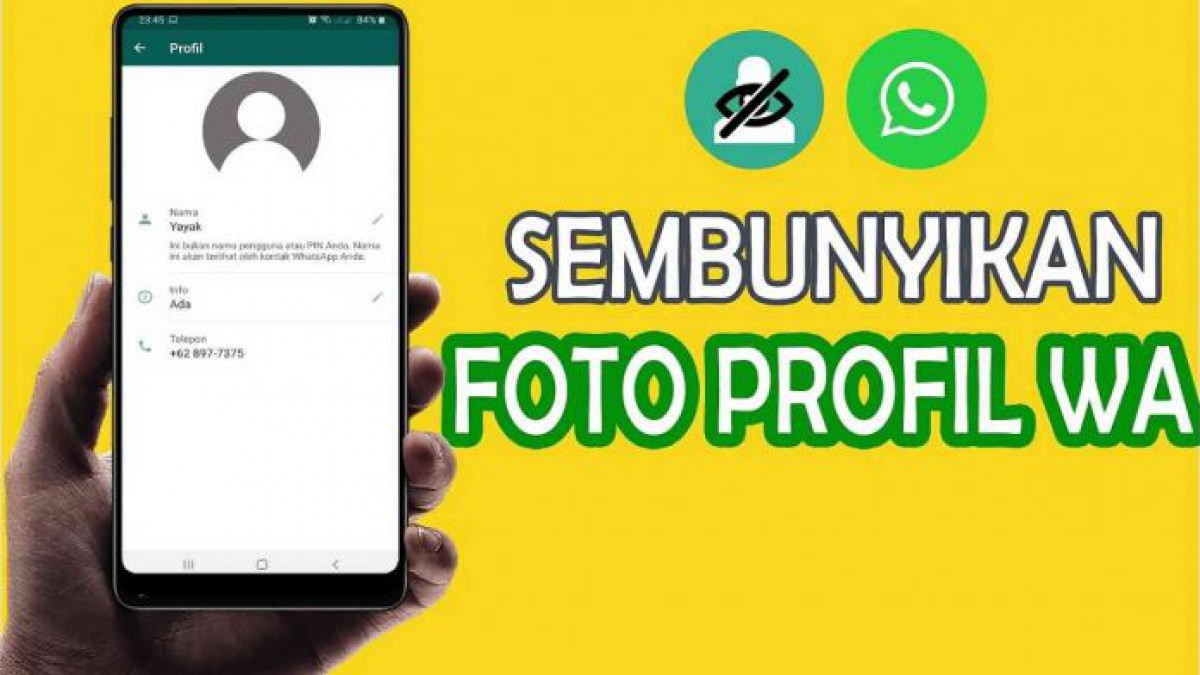 23:45
84%
Profil
Nama
Yayak
Ini bukan nama pengguna atau PIN Anda. Nama
ini akan terlihat oleh kontak WhatsApp Anda.
Info
Ada
Telepon
+62 897-7375
SEMBUNYIKAN
FOTO PROFIL WA